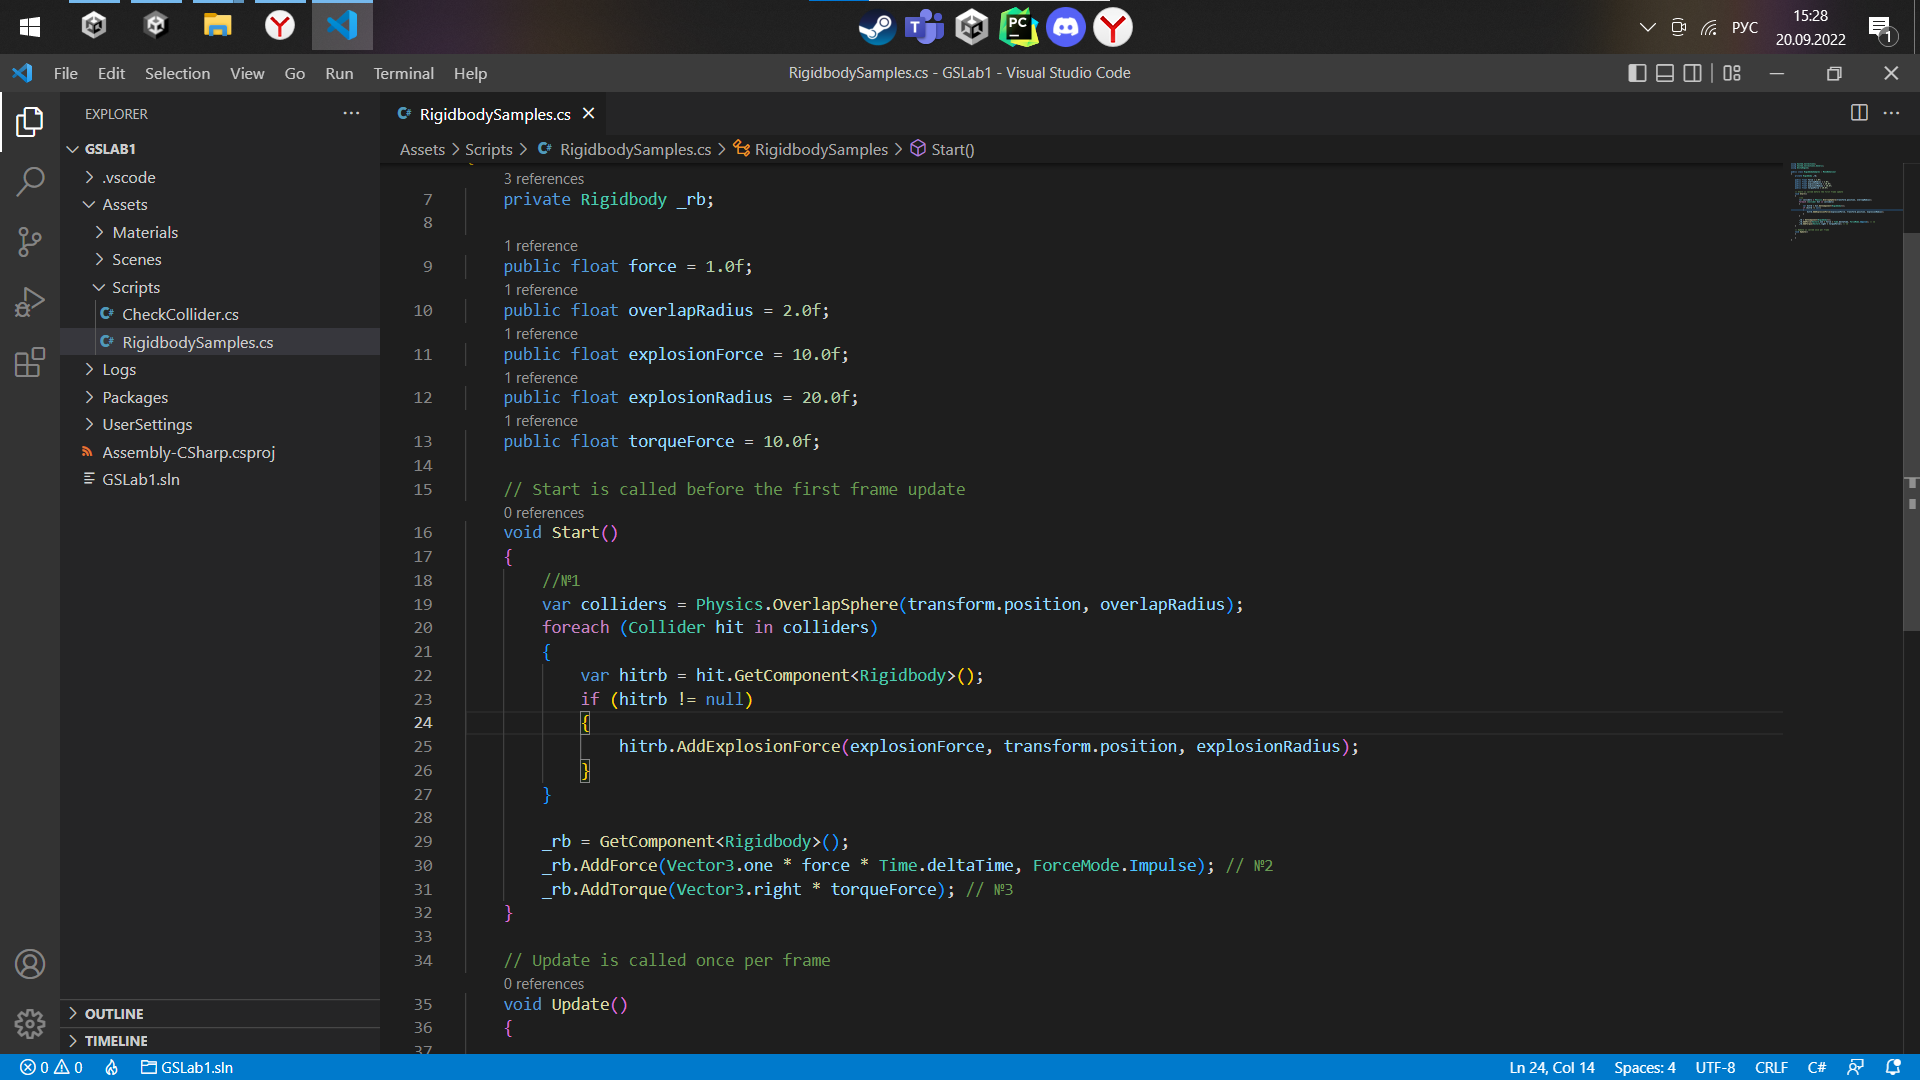 РУС
15:28
20.09.2022
1
File Edit Selection View Go Run Terminal Help
RigidbodySamples.cs - GSLab1 - Visual Studio Code
EXPLORER
GSLAB1
.vscode
Assets
Materials
Scenes
Scripts
C# CheckCollider.cs
C# RigidbodySamples.cs
Logs
Packages
UserSettings
Assembly-CSharp.csproj
GSLab1.sln
OUTLINE
TIMELINE
C# RigidbodySamples.cs
Assets > Scripts > C# RigidbodySamples.cs > RigidbodySamples > Start()
3 references
7 private Rigidbody _rb;
8
1 reference
9 public float force = 1.0f;
1 reference
10 public float overlapRadius = 2.0f;
1 reference
11 public float explosionForce = 10.0f;
1 reference
12 public float explosionRadius = 20.0f;
1 reference
13 public float torqueForce = 10.0f;
14
15 // Start is called before the first frame update
0 references
16 void Start()
17 {
18 //№1
19 var colliders = Physics.OverlapSphere(transform.position, overlapRadius);
20 foreach (Collider hit in colliders)
21 {
22 var hitrb = hit.GetComponent<Rigidbody>();
23 if (hitrb != null)
24 {
25 hitrb.AddExplosionForce(explosionForce, transform.position, explosionRadius);
26 }
27 }
28
29 _rb = GetComponent<Rigidbody>();
30 _rb.AddForce(Vector3.one * force * Time.deltaTime, ForceMode.Impulse); // №2
31 _rb.AddTorque(Vector3.right * torqueForce); // №3
32 }
33
34 // Update is called once per frame
0 references
35 void Update()
36 {
37
0 0 GSLab1.sln
Ln 24, Col 14 Spaces: 4 UTF-8 CRLF C#